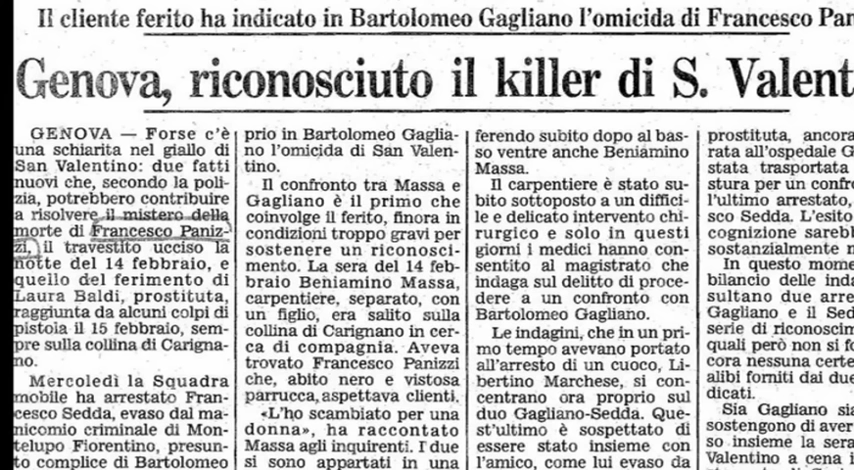 Il cliente ferito ha indicato in Bartolomeo Gagliano l'omicida di Francesco Pan
Genova, riconosciuto il killer di S. Valent
GENOVA — Forse c'è
una schiarita nel giallo di
San Valentino: due fatti
nuovi che, secondo la poli-
zia, potrebbero contribuire
a risolvere il mistero della
morte di Francesco Paniz-
zi, il travestito ucciso la
notte del 14 febbraio, e
quello del ferimento di
Laura Baldi, prostituta,
raggiunta da alcuni colpi di
pistola il 15 febbraio, sem-
pre sulla collina di Carigna-
no.
Mercoledì la Squadra
mobile ha arrestato Fran-
cesco Sedda, evaso dal ma-
nicomio criminale di Mon-
telupo Fiorentino, presun-
to complice di Bartolomeo
prio in Bartolomeo Gaglia-
no l'omicida di San Valen-
tino.
Il confronto tra Massa e
Gagliano è il primo che
coinvolge il ferito, finora in
condizioni troppo gravi per
sostenere un riconosci-
mento. La sera del 14 feb-
braio Beniamino Massa,
carpentiere, separato, con
un figlio, era salito sulla
collina di Carignano in cer-
ca di compagnia. Aveva
trovato Francesco Panizzi
che, abito nero e vistosa
parrucca, aspettava clienti.
«L'ho scambiato per una
donna», ha raccontato
Massa agli inquirenti. I due
si sono appartati in una
ferendo subito dopo al bas-
so ventre anche Beniamino
Massa.
Il carpentiere è stato su-
bito sottoposto a un diffici-
le e delicato intervento chi-
rurgico e solo in questi
giorni i medici hanno con-
sentito al magistrato che
indaga sul delitto di proce-
dere a un confronto con
Bartolomeo Gagliano.
Le indagini, che in un pri-
mo tempo avevano portato
all'arresto di un cuoco, Li-
bertino Marchese, si con-
centrano ora proprio sul
duo Gagliano-Sedda. Que-
st'ultimo è sospettato di
essere stato insieme con
l'amico, come lui evaso da
prostituta, ancora
rata all'ospedale G
stata trasportata
stura per un confro
l'ultimo arrestato,
sco Sedda. L'esito
cognizione sarebb
sostanzialmente n
In questo mome
bilancio delle inda
sultano due arre
Gagliano e il Sed
serie di riconoscim
quali però non si fo
cora nessuna certe
alibi forniti dai due
dicati.
Sia Gagliano sia
sostengono di aver
so insieme la sera
Valentino a cena i